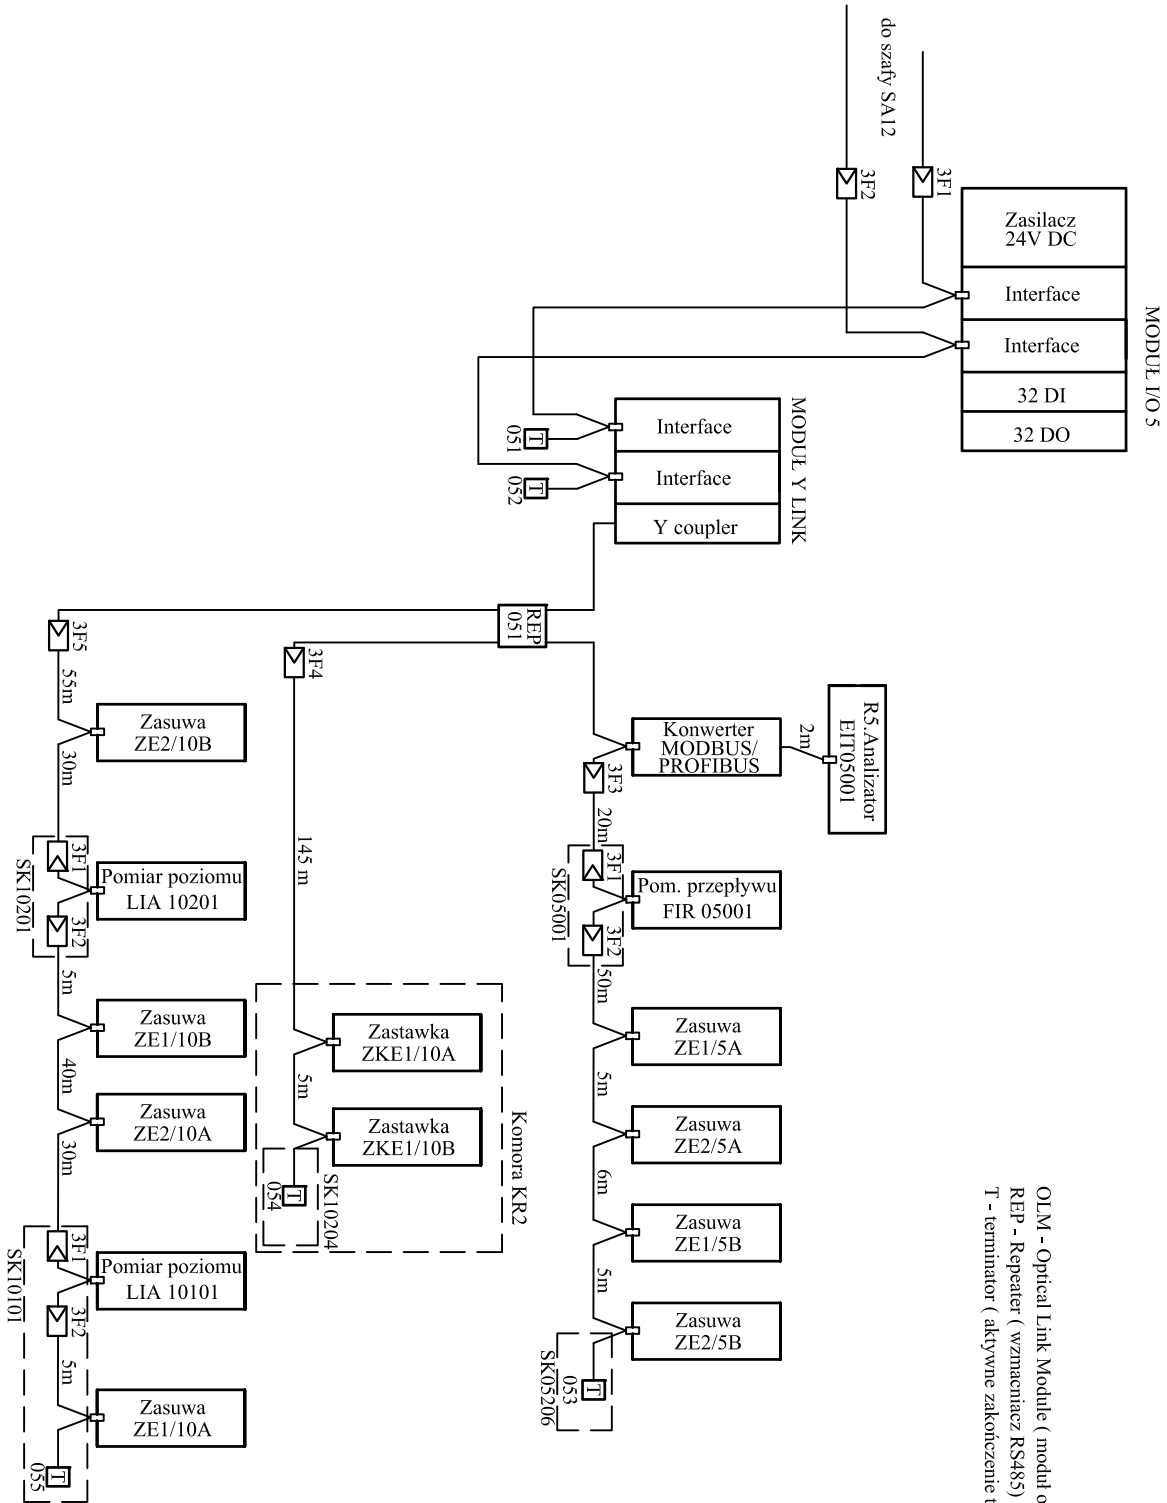 do szafy SA12
3F1
3F2
MODUŁ I/O 5
Zasilacz
24V DC
Interface
Interface
32 DI
32 DO
MODUŁ Y LINK
Interface
Interface
Y coupler
T
051
T
052
REP
051
3F5
55m
Zasuwa
ZE2/10B
30m
3F1
Pomiar poziomu
LIA 10201
3F2
SK10201
5m
Zasuwa
ZE1/10B
40m
Zasuwa
ZE2/10A
30m
3F1
Pomiar poziomu
LIA 10101
3F2
SK10101
5m
Zasuwa
ZE1/10A
T
055
3F4
145 m
Komora KR2
Zastawka
ZKE1/10A
5m
Zastawka
ZKE1/10B
SK10204
T
054
R5.Analizator
EIT05001
2m
Konwerter
MODBUS/
PROFIBUS
3F3
20m
3F1
Pom. przepływu
FIR 05001
3F2
SK05001
50m
Zasuwa
ZE1/5A
5m
Zasuwa
ZE2/5A
6m
Zasuwa
ZE1/5B
5m
Zasuwa
ZE2/5B
T
053
SK05206
OLM - Optical Link Module ( moduł o
REP - Repeater ( wzmacniacz RS485)
T - terminator ( aktywne zakończenie t